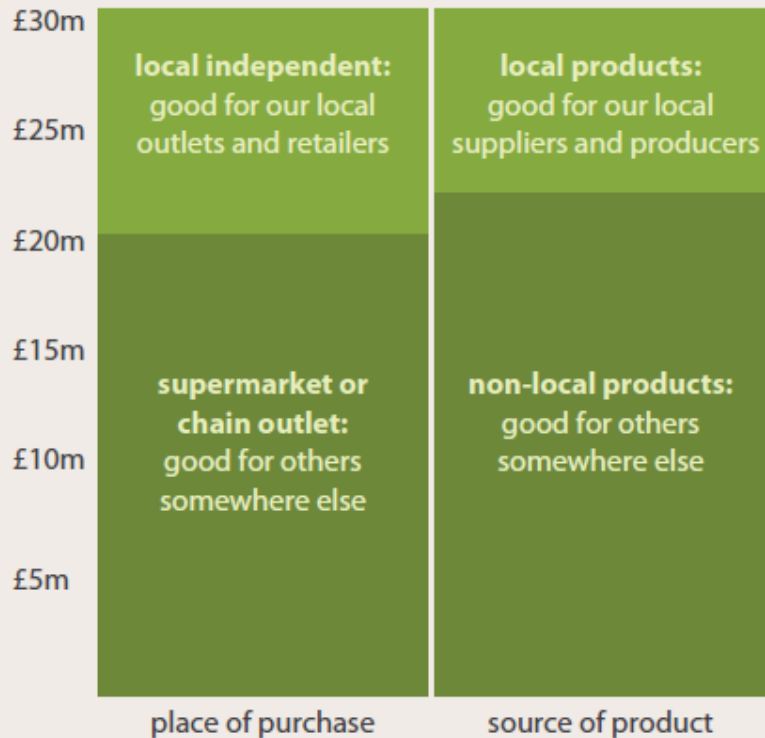 £30m
£25m
£20m
£15m
£10m
£5m
local independent:
good for our local
outlets and retailers
supermarket or
chain outlet:
good for others
somewhere else
local products:
good for our local
suppliers and producers
non-local products:
good for others
somewhere else
place of purchase
source of product